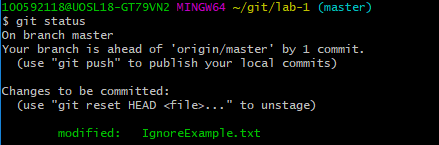 100592118@UOSL18-GT79VN2 MINGW64 ~/git/lab-1 (master)
$ git status
On branch master
Your branch is ahead of 'origin/master' by 1 commit.
  (use "git push" to publish your local commits)

Changes to be committed:
  (use "git reset HEAD <file>..." to unstage)

        modified:   IgnoreExample.txt